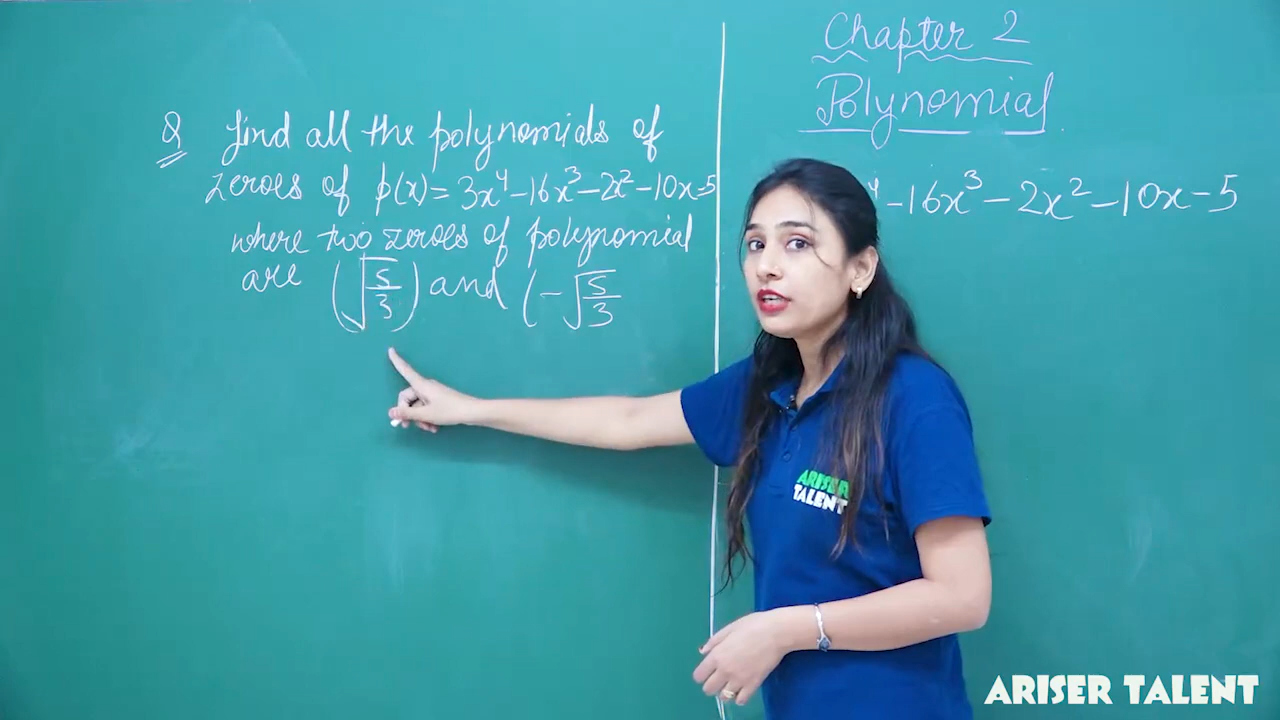 Chapter 2
Polynomial
Q find all the polynomials of
zeroes of p(x) = 3x⁴-16x³-2x²-10x-5
where two zeroes of polynomial
are (√5/3) and (-√5/3
⁴-16x³-2x²-10x-5
ARISER
TALENT
ARISER TALENT